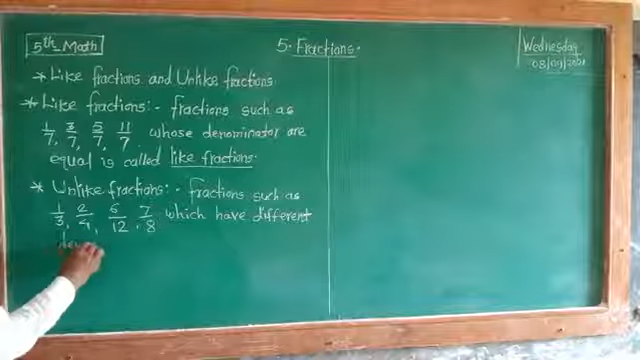 5th Math
5. Fractions.
Wednesday
08/09/2021
* Like fractions and Unlike fractions
* Like fractions:- fractions such as
1/7, 3/7, 5/7, 11/7 whose denominator are
equal is called like fractions.
* Unlike fractions:- fractions such as
1/3, 2/4, 6/12, 7/8 which have different